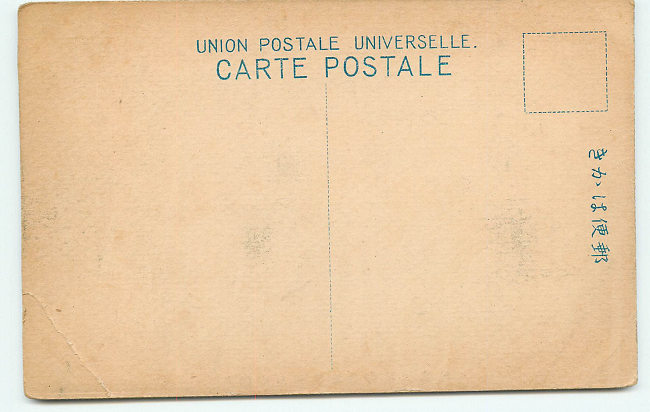 UNION POSTALE UNIVERSELLE.
CARTE POSTALE
郵便はかき